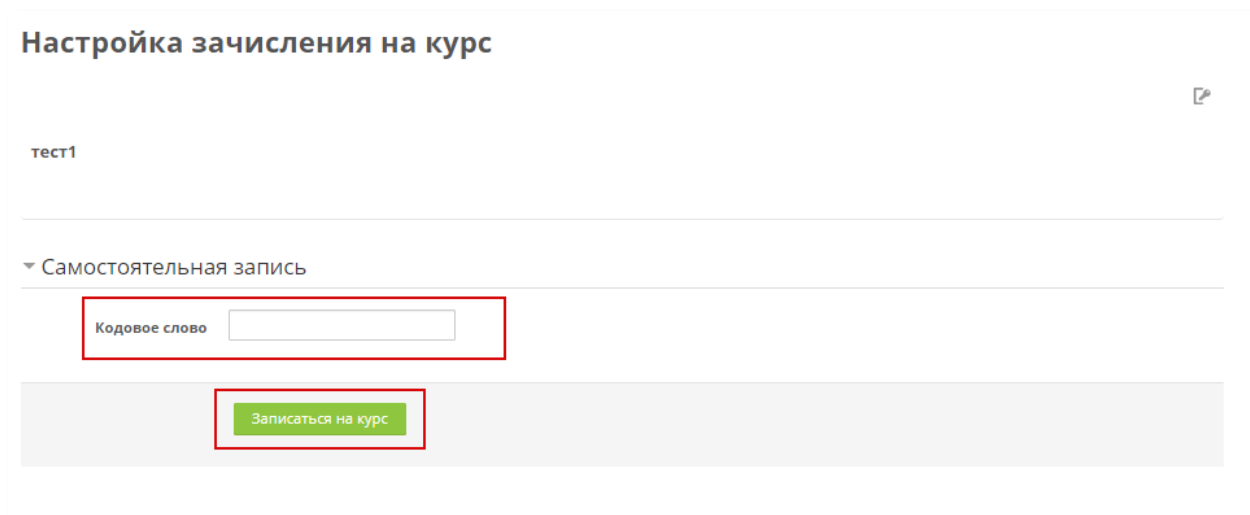 Настройка зачисления на курс
тест1
Самостоятельная запись
Кодовое слово
Записаться на курс